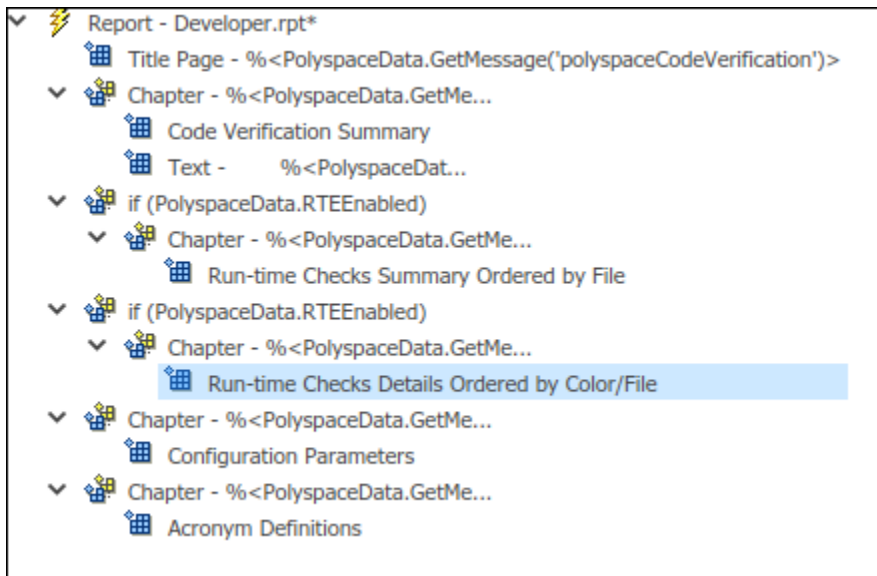 Report - Developer.rpt*
Title Page - %<PolyspaceData.GetMessage('polyspaceCodeVerification')>
Chapter - %<PolyspaceData.GetMe...
Code Verification Summary
Text - %<PolyspaceDat...
if (PolyspaceData.RTEEnabled)
Chapter - %<PolyspaceData.GetMe...
Run-time Checks Summary Ordered by File
if (PolyspaceData.RTEEnabled)
Chapter - %<PolyspaceData.GetMe...
Run-time Checks Details Ordered by Color/File
Chapter - %<PolyspaceData.GetMe...
Configuration Parameters
Chapter - %<PolyspaceData.GetMe...
Acronym Definitions